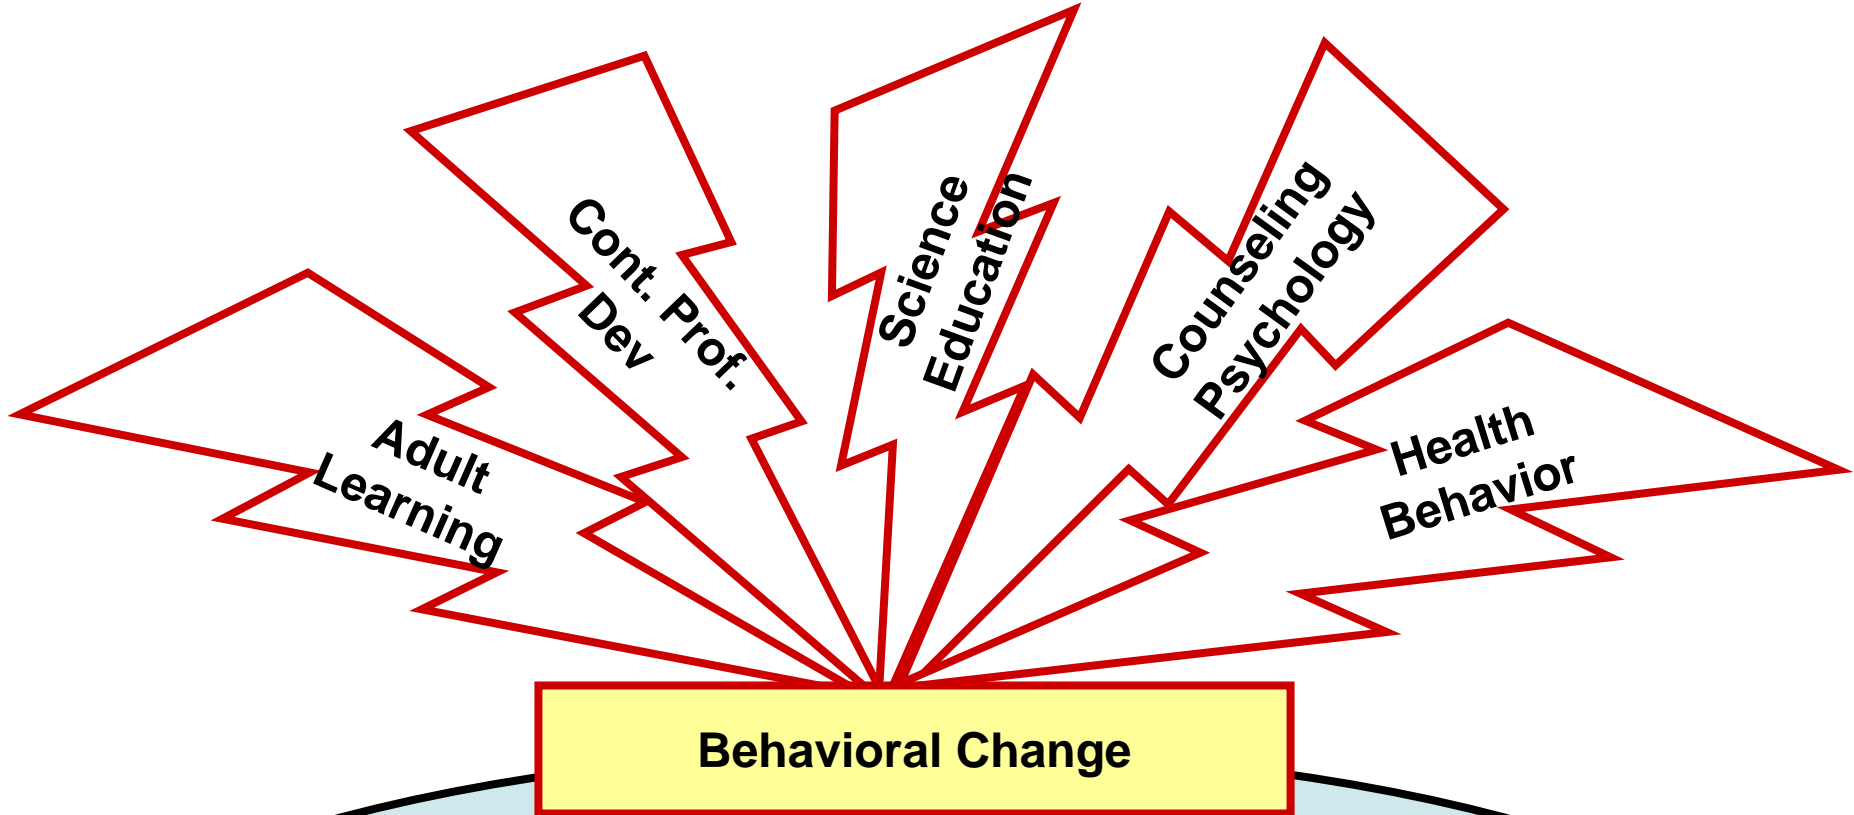 Adult
Learning
Cont. Prof.
Dev
Science
Education
Counseling
Psychology
Health
Behavior
Behavioral Change